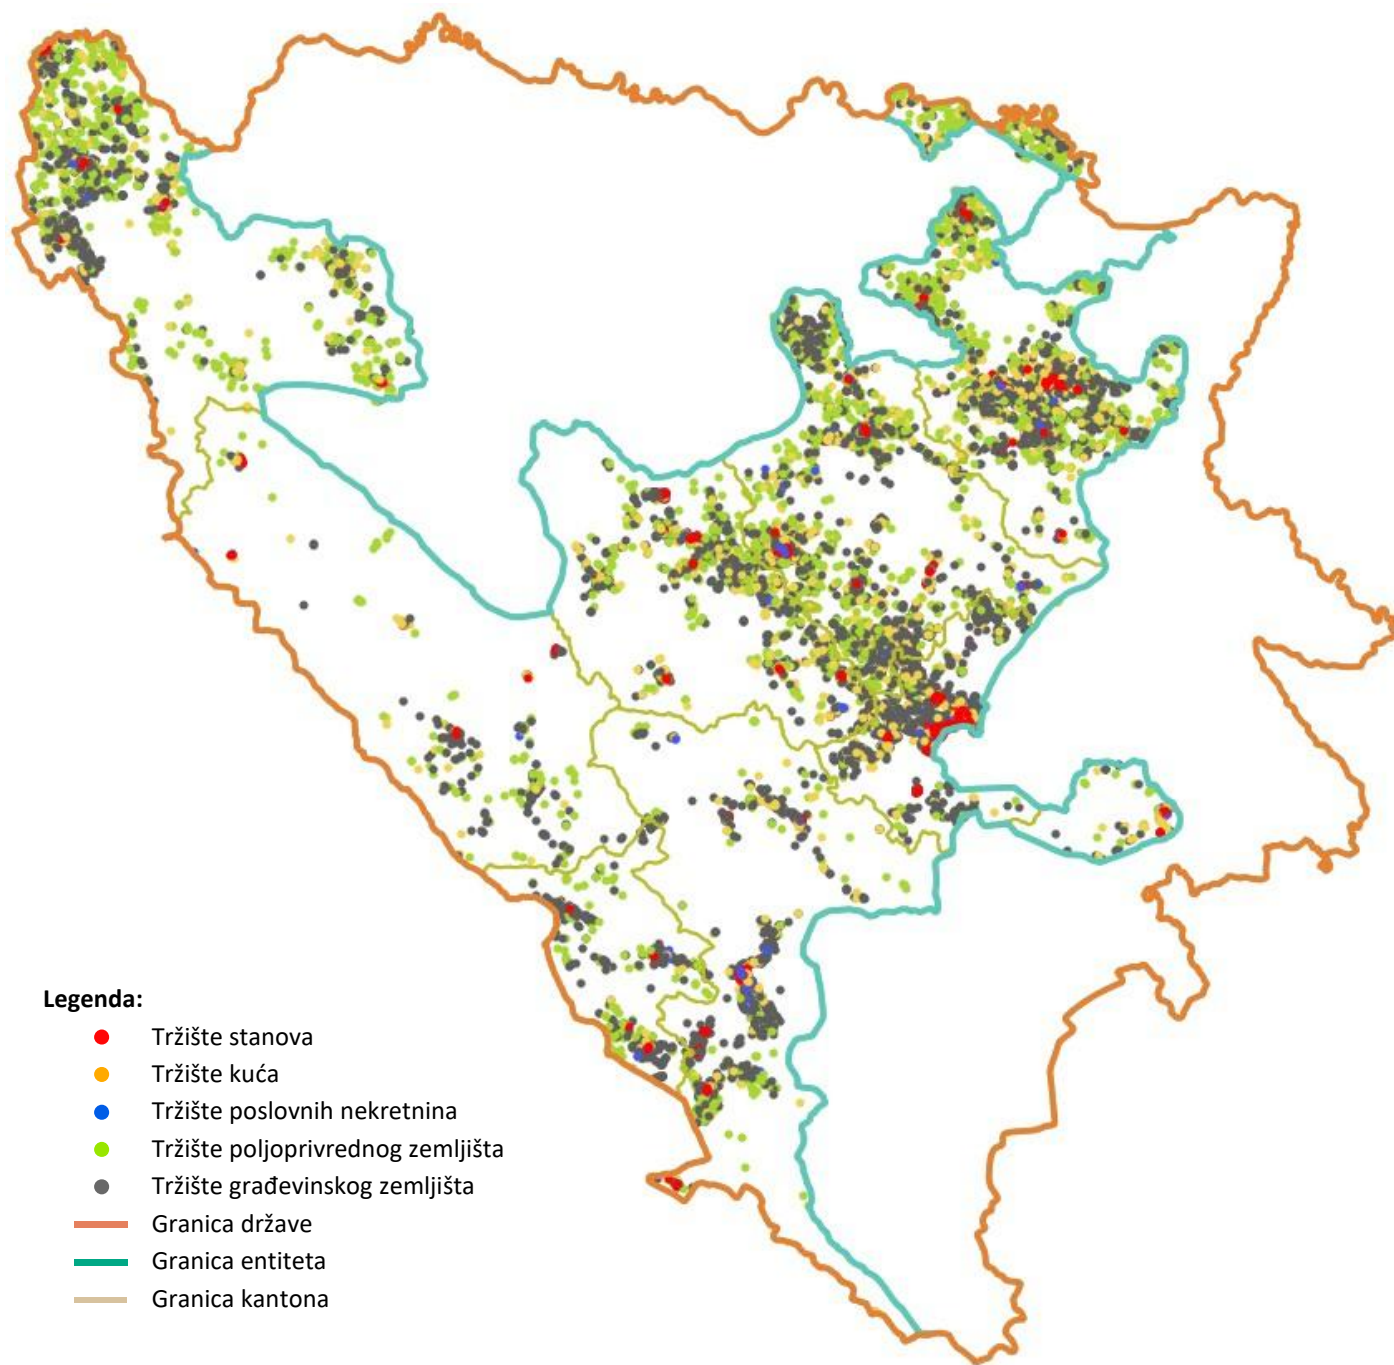 Legenda:
Tržište stanova
Tržište kuća
Tržište poslovnih nekretnina
Tržište poljoprivrednog zemljišta
Tržište građevinskog zemljišta
Granica države
Granica entiteta
Granica kantona